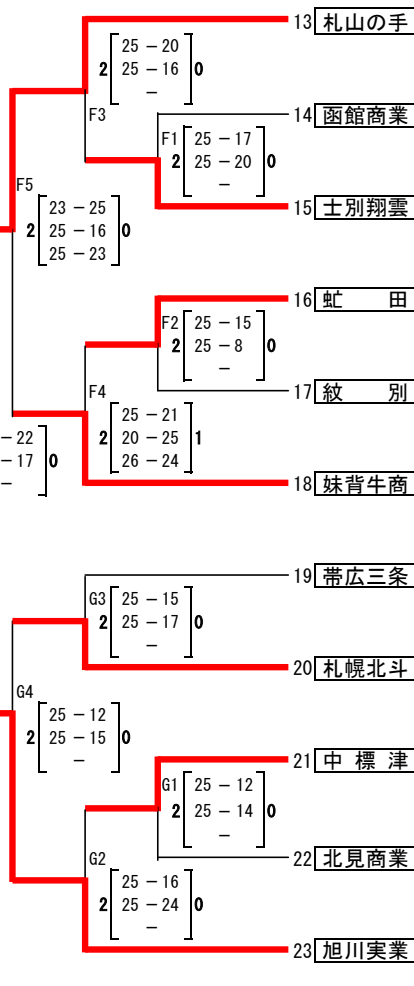 13 札山の手
25 − 20
2 25 − 16 0
−
F3
14 函館商業
F1 25 − 17
2 25 − 20 0
−
15 士別翔雲
F5
23 − 25
2 25 − 16 0
25 − 23
16 虻 田
F2 25 − 15
2 25 − 8 0
−
17 紋 別
F4
25 − 21
2 20 − 25 1
26 − 24
− 22
− 17 0
−
18 妹背牛商
19 帯広三条
G3 25 − 15
2 25 − 17 0
−
20 札幌北斗
G4
25 − 12
2 25 − 15 0
−
21 中 標 津
G1 25 − 12
2 25 − 14 0
−
22 北見商業
G2
25 − 16
2 25 − 24 0
−
23 旭川実業